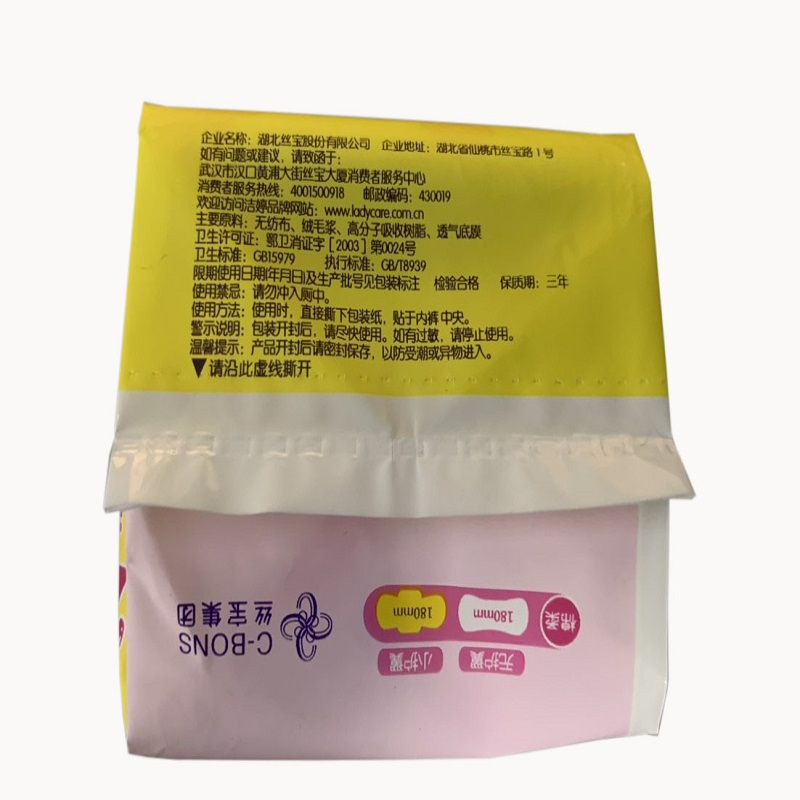 企业名称：湖北丝宝股份有限公司 企业地址：湖北省仙桃市丝宝路1号
如有问题或建议，请致函于：
武汉市汉口黄浦大街丝宝大厦消费者服务中心
消费者服务热线：4001500918 邮政编码：430019
欢迎访问洁婷品牌网站：www.ladycare.com.cn
主要原料：无纺布、绒毛浆、高分子吸收树脂、透气底膜
卫生许可证：鄂卫消证字［2003］第0024号
卫生标准：GB15979 执行标准：GB/T8939
限期使用日期(年月日)及生产批号见包装标注 检验合格 保质期：三年
使用禁忌：请勿冲入厕中。
使用方法：使用时，直接撕下包装纸，贴于内裤中央。
警示说明：包装开封后，请尽快使用。如有过敏，请停止使用。
温馨提示：产品开封后请密封保存，以防受潮或异物进入。
▼请沿此虚线撕开
无护翼 小护翼
棉柔 180mm 180mm
C-BONS
丝宝集团